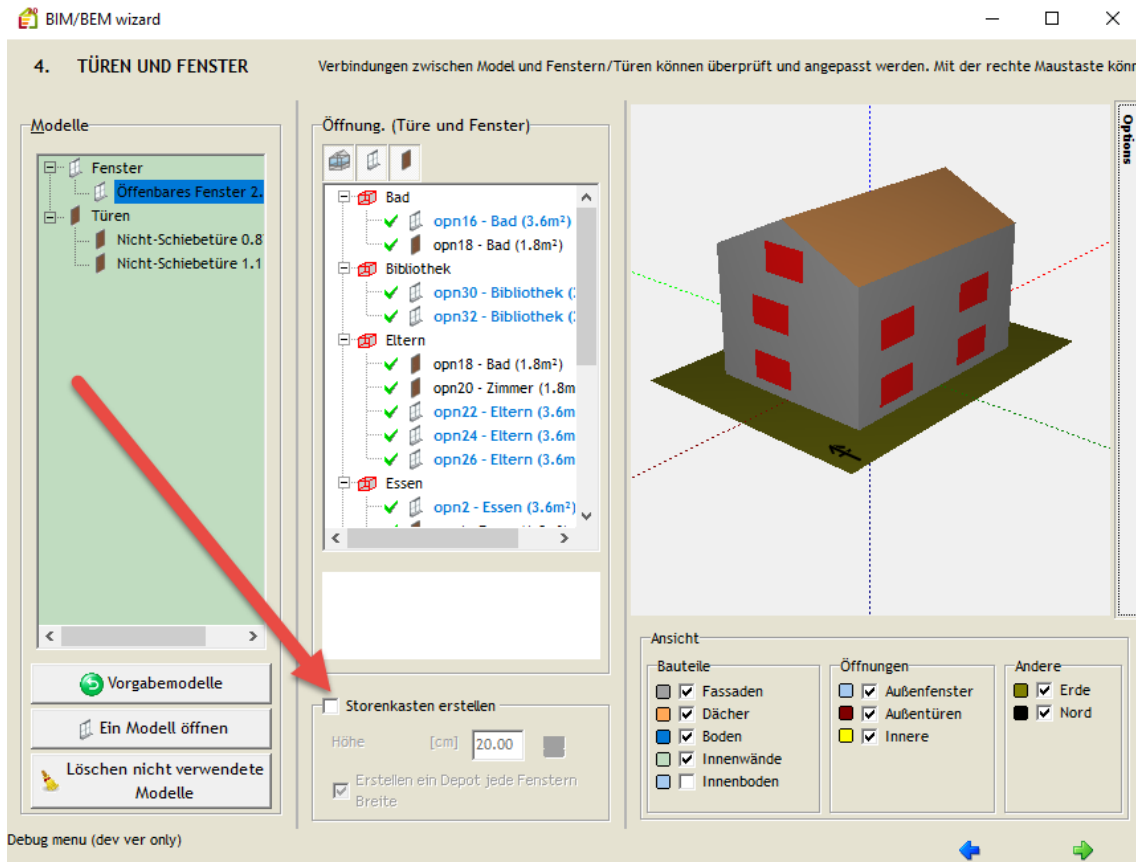 BIM/BEM wizard
4. TÜREN UND FENSTER
Verbindungen zwischen Model und Fenstern/Türen können überprüft und angepasst werden. Mit der rechte Maustaste könn
Modelle
Fenster
Öffenbares Fenster 2.
Türen
Nicht-Schiebetüre 0.8
Nicht-Schiebetüre 1.1
Vorgabemodelle
Ein Modell öffnen
Löschen nicht verwendete
Modelle
Öffnung. (Türe und Fenster)
Bad
opn16 - Bad (3.6m²)
opn18 - Bad (1.8m²)
Bibliothek
opn30 - Bibliothek (
opn32 - Bibliothek (
Eltern
opn18 - Bad (1.8m²)
opn20 - Zimmer (1.8m
opn22 - Eltern (3.6m
opn24 - Eltern (3.6m
opn26 - Eltern (3.6m
Essen
opn2 - Essen (3.6m²)
Storenkasten erstellen
Höhe [cm] 20.00
Erstellen ein Depot jede Fenstern
Breite
Options
Ansicht
Bauteile
Fassaden
Dächer
Boden
Innenwände
Innenboden
Öffnungen
Außenfenster
Außentüren
Innere
Andere
Erde
Nord
Debug menu (dev ver only)